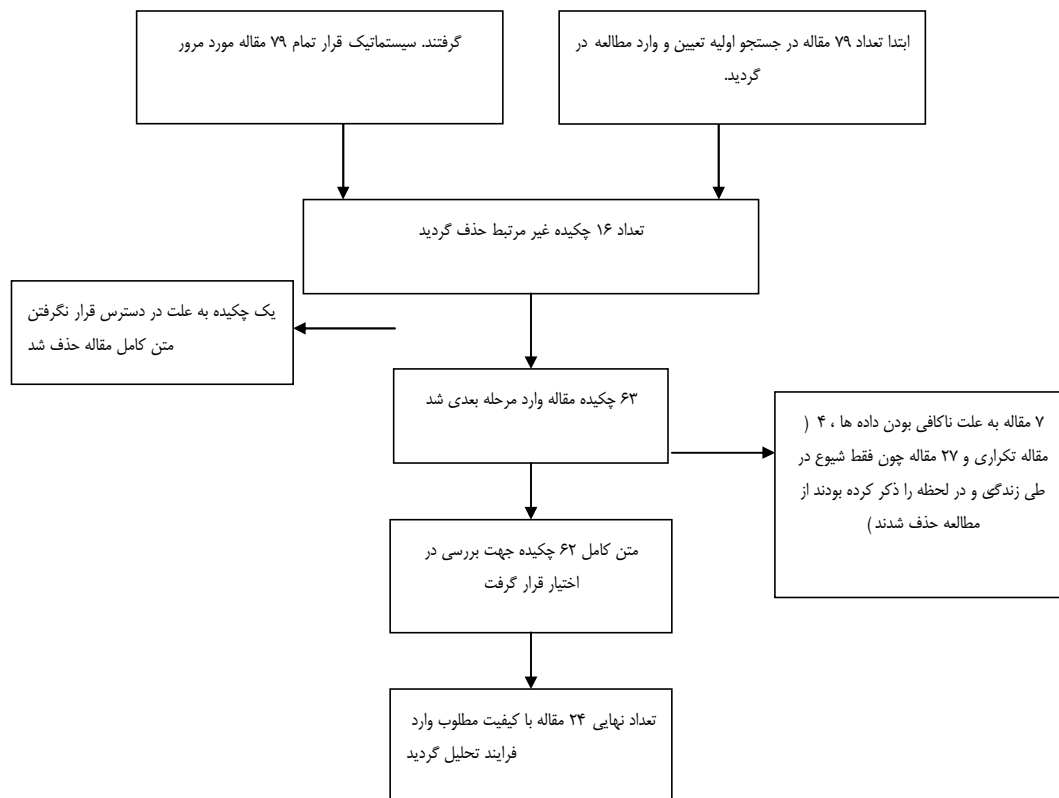 ابتدا تعداد ۷۹ مقاله در جستجو اولیه تعیین و وارد مطالعه در
گردید.
گرفتند. سیستماتیک قرار تمام ۷۹ مقاله مورد مرور
تعداد ۱۶ چکیده غیر مرتبط حذف گردید
یک چکیده به علت در دسترس قرار نگرفتن
متن کامل مقاله حذف شد
۶۳ چکیده مقاله وارد مرحله بعدی شد
۷ مقاله به علت ناکافی بودن داده ها ، ۴ (
مقاله تکراری و ۲۷ مقاله چون فقط شیوع در
طی زندگی و در لحظه را ذکر کرده بودند از
مطالعه حذف شدند)
متن کامل ۶۲ چکیده جهت بررسی در
اختیار قرار گرفت
تعداد نهایی ۲۴ مقاله با کیفیت مطلوب وارد
فرایند تحلیل گردید